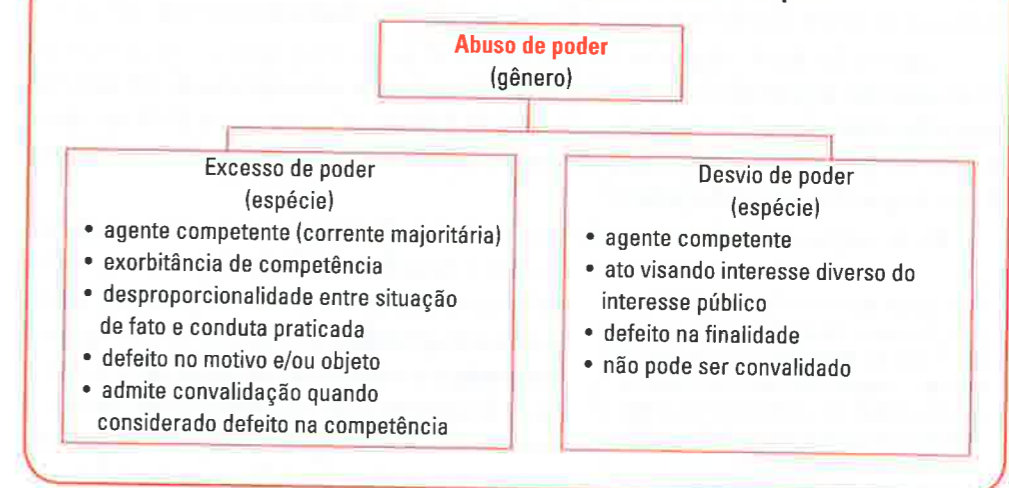 Abuso de poder
(gênero)
Excesso de poder
(espécie)
• agente competente (corrente majoritária)
• exorbitância de competência
• desproporcionalidade entre situação
de fato e conduta praticada
• defeito no motivo e/ou objeto
• admite convalidação quando
considerado defeito na competência
Desvio de poder
(espécie)
• agente competente
• ato visando interesse diverso do
interesse público
• defeito na finalidade
• não pode ser convalidado